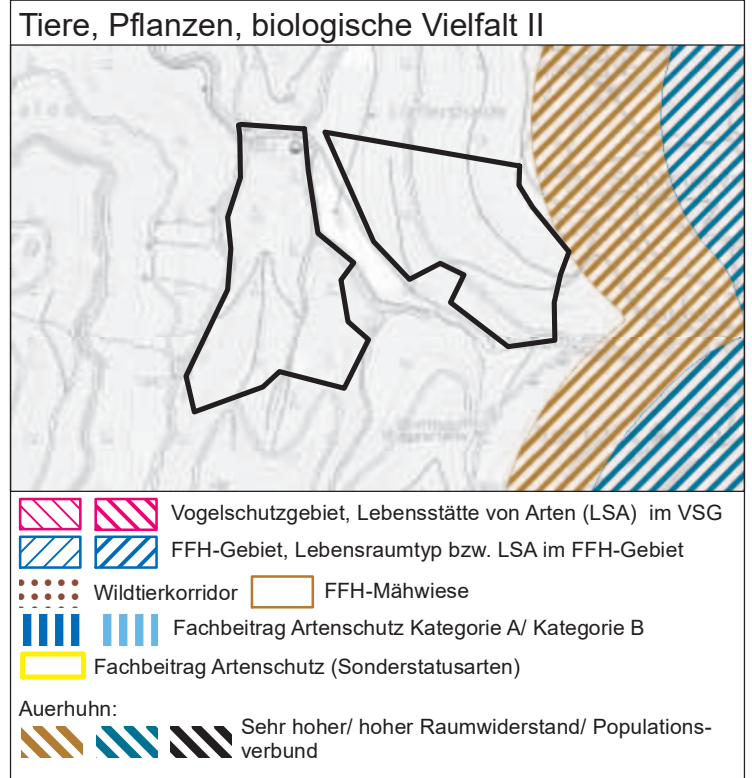 Tiere, Pflanzen, biologische Vielfalt II
Vogelschutzgebiet, Lebensstätte von Arten (LSA) im VSG
FFH-Gebiet, Lebensraumtyp bzw. LSA im FFH-Gebiet
Wildtierkorridor FFH-Mähwiese
Fachbeitrag Artenschutz Kategorie A/ Kategorie B
Fachbeitrag Artenschutz (Sonderstatusarten)
Auerhuhn:
Sehr hoher/ hoher Raumwiderstand/ Populations-
verbund